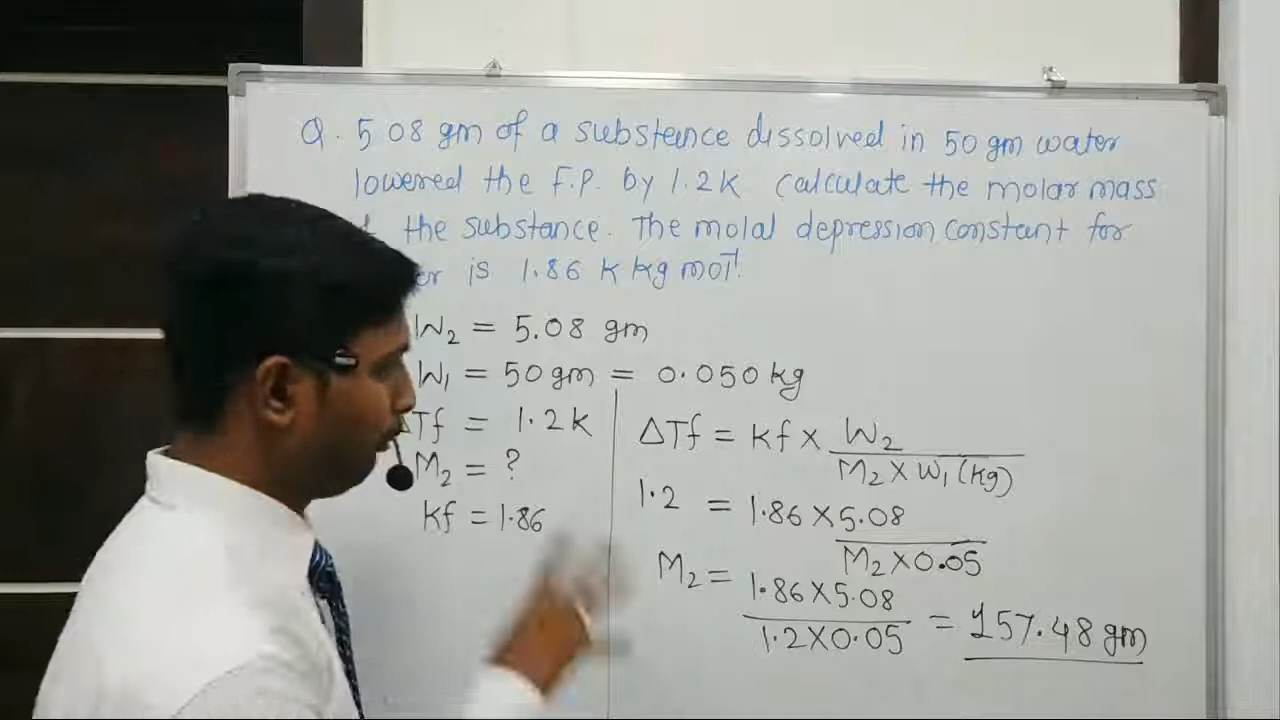 Q. 5 08 gm of a substance dissolved in 50 gm water
lowered the F.P. by 1.2K Calculate the molar mass
the substance. The molal depression constant for
is 1.86 K kg mol⁻¹.
W₂ = 5.08 gm
W₁ = 50 gm = 0.050 kg
ΔTf = 1.2 K
M₂ = ?
Kf = 1.86
ΔTf = Kf × W₂ / M₂ × W₁ (kg)
1.2 = 1.86 × 5.08 / M₂ × 0.05
M₂ = 1.86 × 5.08 / 1.2 × 0.05 = 157.48 gm